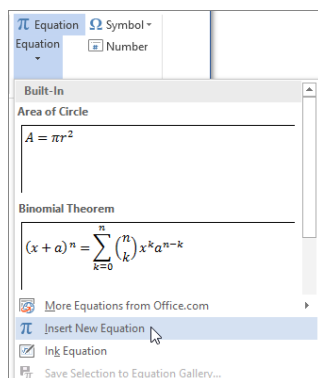 π Equation Ω Symbol
Equation # Number
Built-In
Area of Circle
A = πr²
Binomial Theorem
(x + a)ⁿ = ∑ₖ₌₀ⁿ (n k) xᵏaⁿ⁻ᵏ
More Equations from Office.com
π Insert New Equation
Ink Equation
Save Selection to Equation Gallery...